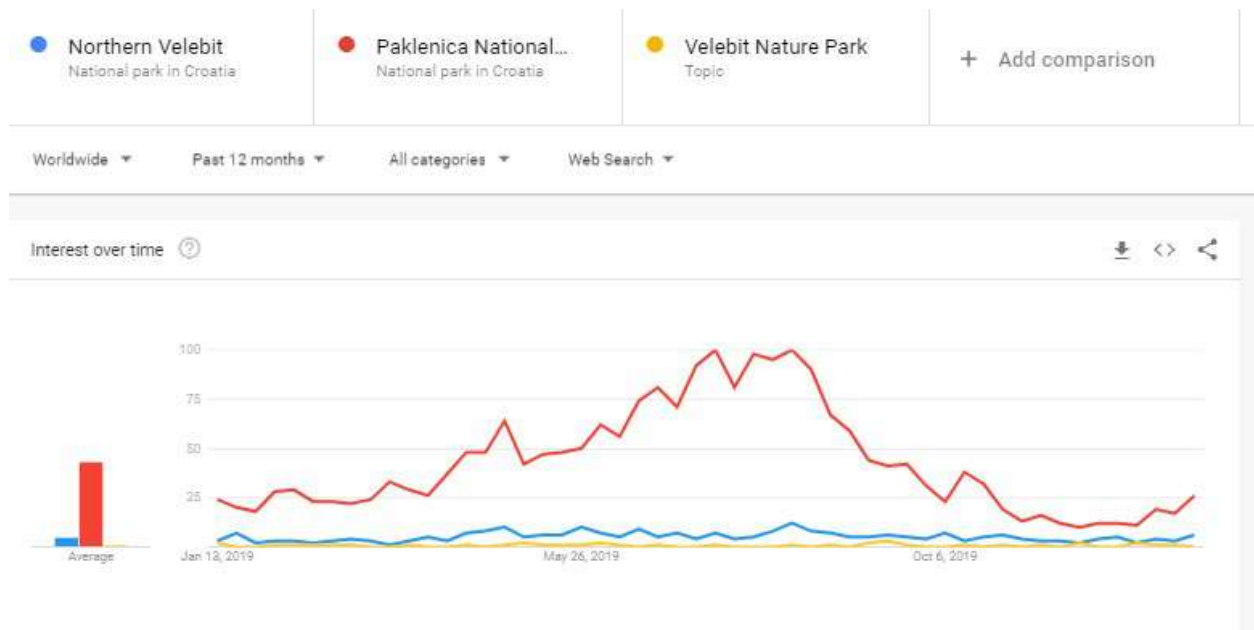 Northern Velebit
National park in Croatia
Paklenica National...
National park in Croatia
Velebit Nature Park
Topic
+ Add comparison
Worldwide
Past 12 months
All categories
Web Search
Interest over time
100
75
50
25
Average
Jan 13, 2019
May 26, 2019
Oct 6, 2019